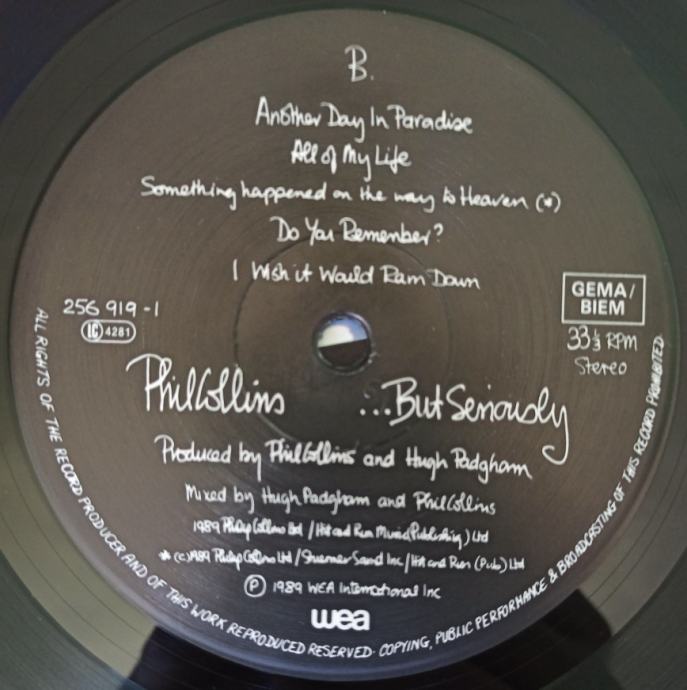 B.
Another Day In Paradise
All of My Life
Something happened on the way to Heaven (*)
Do You Remember?
I Wish it Would Rain Down
256 919 -1
LC 4281
GEMA/
BIEM
33⅓ RPM
Stereo
Phil Collins ...But Seriously
Produced by Phil Collins and Hugh Padgham
Mixed by Hugh Padgham and Phil Collins
1989 Philip Collins Ltd / Hit and Run Music (Publishing) Ltd
* (c) 1989 Philip Collins Ltd / Stuermer Sand Inc / Hit and Run (Pub.) Ltd
Ⓟ 1989 WEA International Inc
wea
ALL RIGHTS OF THE RECORD PRODUCER AND OF THIS WORK REPRODUCED RESERVED· COPYING, PUBLIC PERFORMANCE & BROADCASTING OF THIS RECORD PROHIBITED.